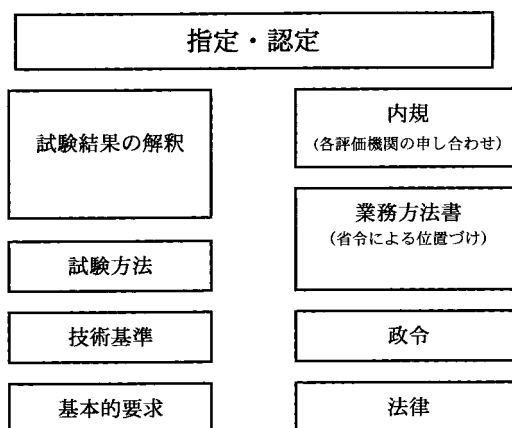 指定・認定
試験結果の解釈
試験方法
技術基準
基本的要求
内規
(各評価機関の申し合わせ)
業務方法書
(省令による位置づけ)
政令
法律